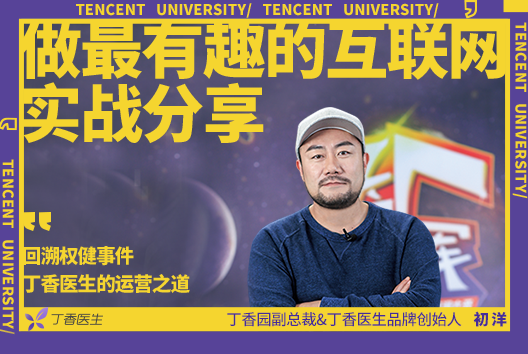 TENCENT UNIVERSITY/ TENCENT UNIVERSITY/
做最有趣的互联网
实战分享
回溯权健事件
丁香医生的运营之道
丁香医生
丁香园副总裁&丁香医生品牌创始人 初洋
TENCENT UNIVERSITY/
TENCENT UNIVERSITY/